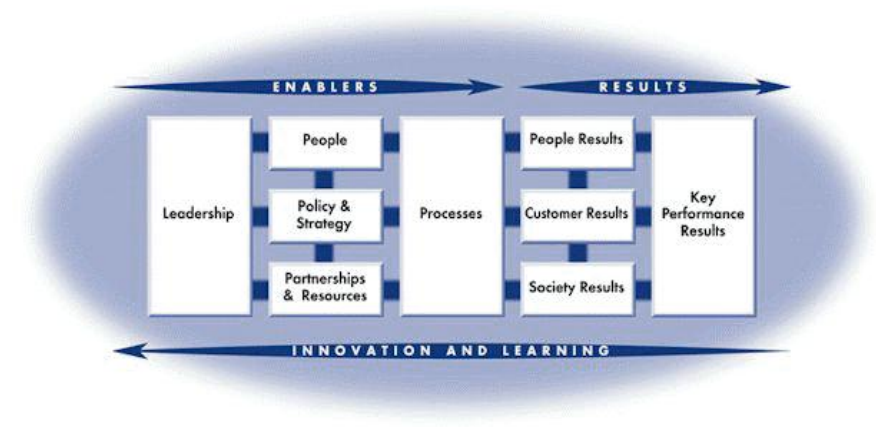 ENABLERS
RESULTS
Leadership
People
Policy &
Strategy
Partnerships
& Resources
Processes
People Results
Customer Results
Society Results
Key
Performance
Results
INNOVATION AND LEARNING